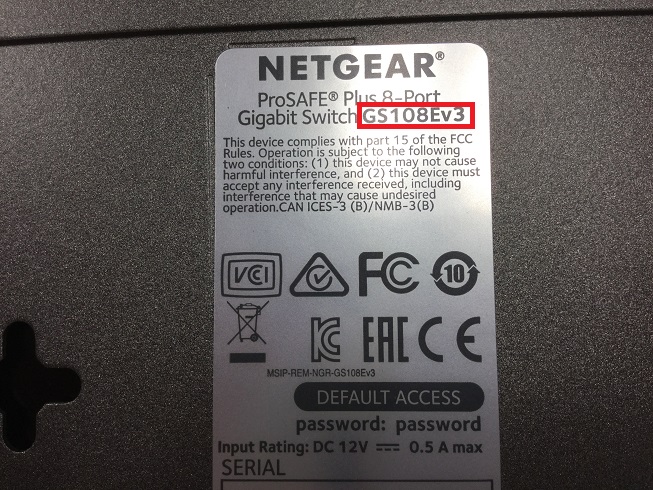 NETGEAR®
ProSAFE® Plus 8-Port
Gigabit Switch GS108Ev3
This device complies with part 15 of the FCC
Rules. Operation is subject to the following
two conditions: (1) this device may not cause
harmful interference, and (2) this device must
accept any interference received, including
interference that may cause undesired
operation.CAN ICES-3 (B)/NMB-3(B)
VCI FC 10
EAC CE
MSIP-REM-NGR-GS108Ev3
DEFAULT ACCESS
password: password
Input Rating: DC 12V ⎓ 0.5 A max
SERIAL